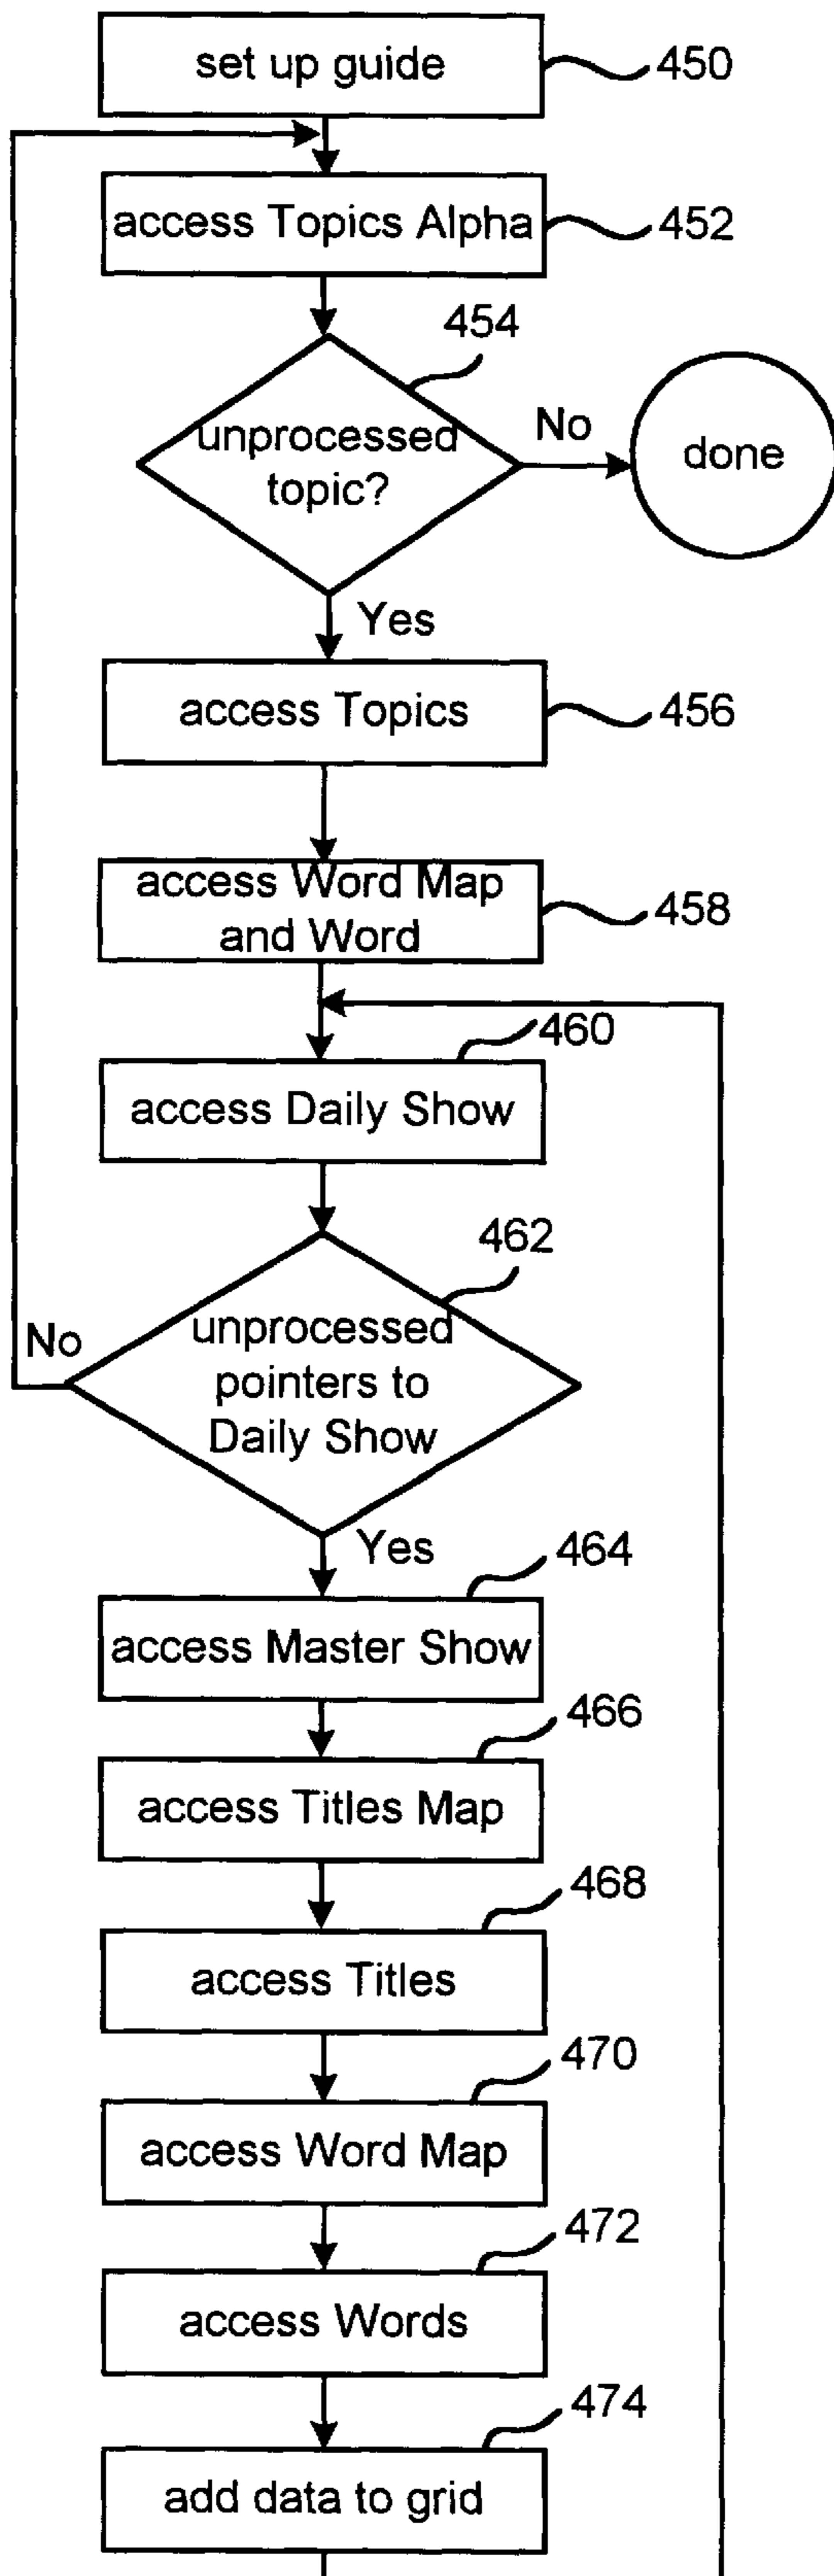 set up guide
450
access Topics Alpha
452
454
unprocessed
topic?
No
done
Yes
access Topics
456
access Word Map
and Word
458
460
access Daily Show
462
unprocessed
pointers to
Daily Show
No
Yes
464
access Master Show
466
access Titles Map
468
access Titles
470
access Word Map
472
access Words
474
add data to grid